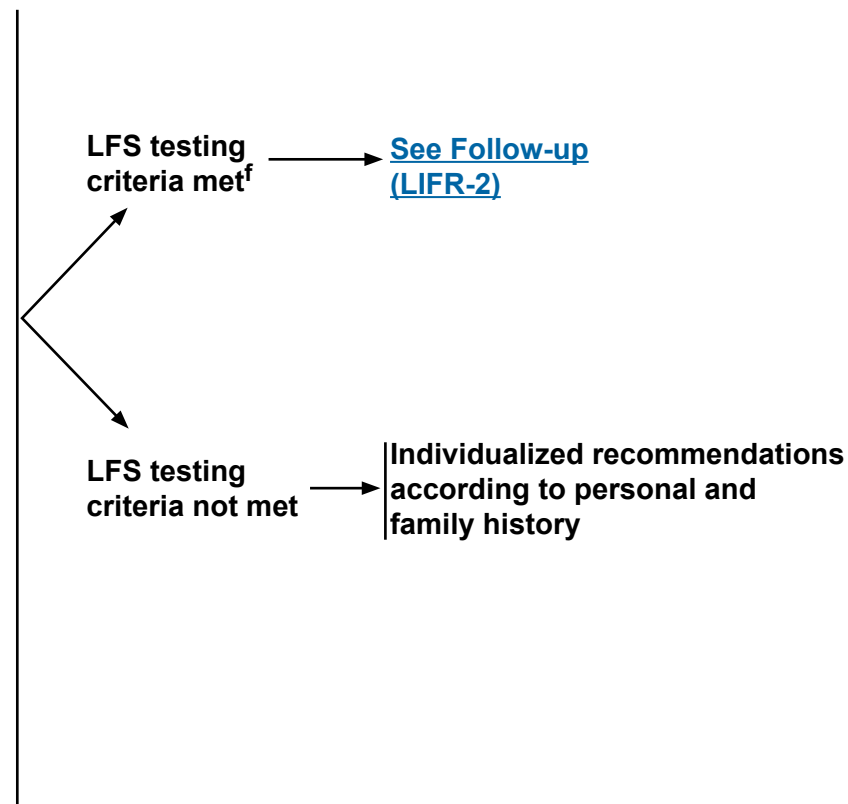 LFS testing
criteria metf
See Follow-up
(LIFR-2)
LFS testing
criteria not met
Individualized recommendations
according to personal and
family history